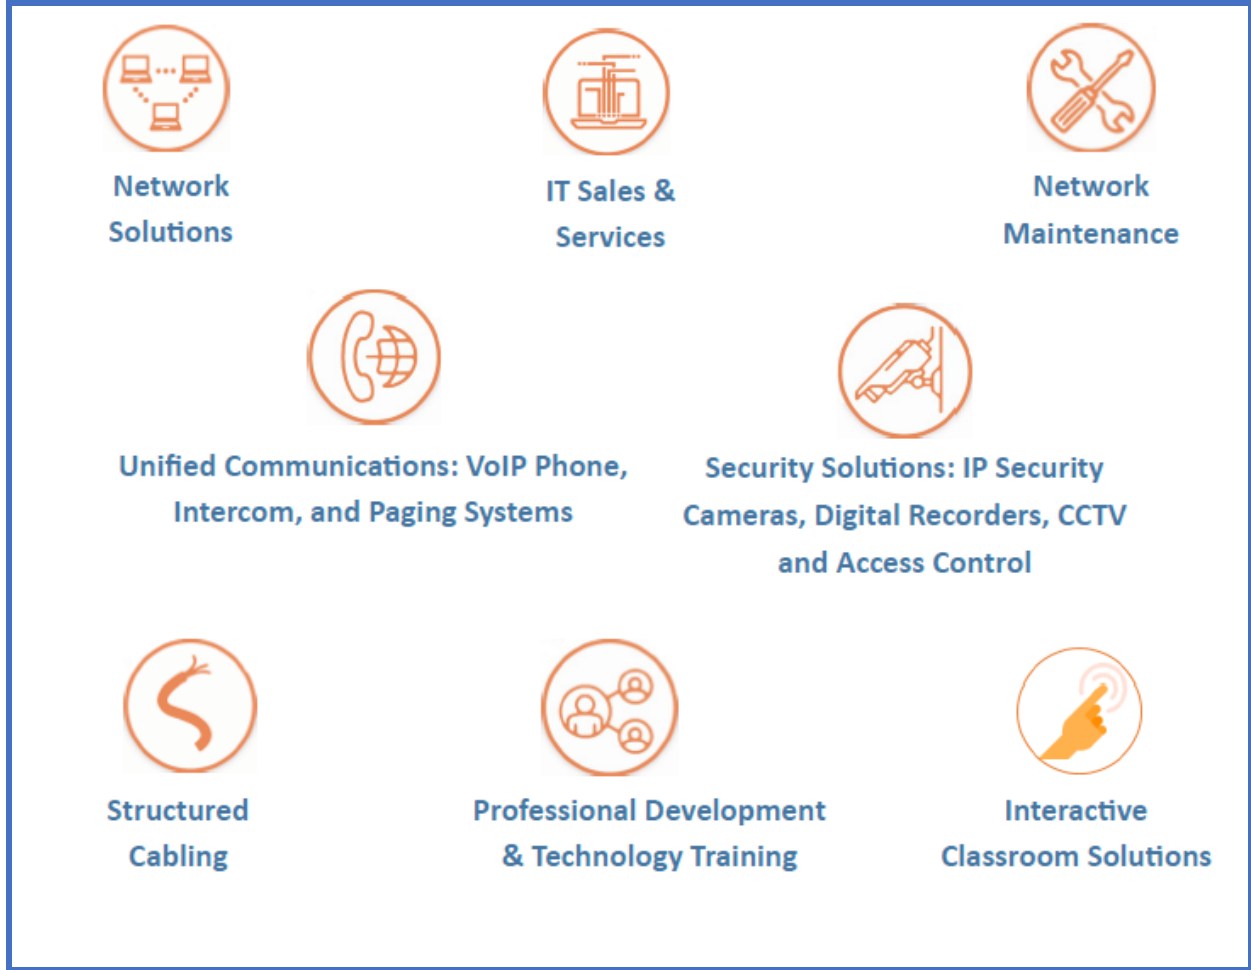 Network
Solutions
IT Sales &
Services
Network
Maintenance
Unified Communications: VoIP Phone,
Intercom, and Paging Systems
Security Solutions: IP Security
Cameras, Digital Recorders, CCTV
and Access Control
Structured
Cabling
Professional Development
& Technology Training
Interactive
Classroom Solutions